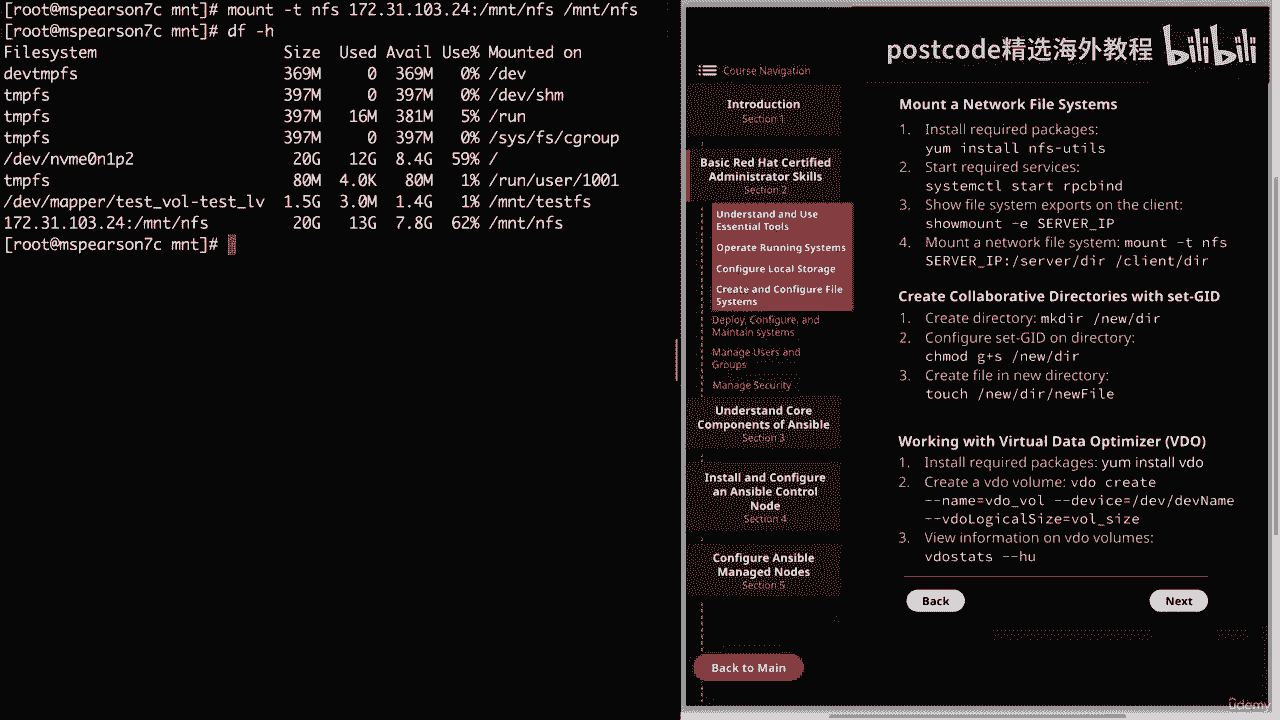 [root@mspearson7c mnt]# mount -t nfs 172.31.103.24:/mnt/nfs /mnt/nfs
[root@mspearson7c mnt]# df -h
Filesystem Size Used Avail Use% Mounted on
devtmpfs 369M 0 369M 0% /dev
tmpfs 397M 0 397M 0% /dev/shm
tmpfs 397M 16M 381M 5% /run
tmpfs 397M 0 397M 0% /sys/fs/cgroup
/dev/nvme0n1p2 20G 12G 8.4G 59% /
tmpfs 80M 4.0K 80M 1% /run/user/1001
/dev/mapper/test_vol-test_lv 1.5G 3.0M 1.4G 1% /mnt/testfs
172.31.103.24:/mnt/nfs 20G 13G 7.8G 62% /mnt/nfs
[root@mspearson7c mnt]#
postcode精选海外教程 bilibili
Course Navigation
Introduction
Section 1
Basic Red Hat Certified
Administrator Skills
Section 2
Understand and Use
Essential Tools
Operate Running Systems
Configure Local Storage
Create and Configure File
Systems
Deploy, Configure, and
Maintain systems
Manage Users and
Groups
Manage Security
Understand Core
Components of Ansible
Section 3
Install and Configure
an Ansible Control
Node
Section 4
Configure Ansible
Managed Nodes
Section 5
Back to Main
Mount a Network File Systems
1. Install required packages:
yum install nfs-utils
2. Start required services:
systemctl start rpcbind
3. Show file system exports on the client:
showmount -e SERVER_IP
4. Mount a network file system: mount -t nfs
SERVER_IP:/server/dir /client/dir
Create Collaborative Directories with set-GID
1. Create directory: mkdir /new/dir
2. Configure set-GID on directory:
chmod g+s /new/dir
3. Create file in new directory:
touch /new/dir/newFile
Working with Virtual Data Optimizer (VDO)
1. Install required packages: yum install vdo
2. Create a vdo volume: vdo create
--name=vdo_vol --device=/dev/devName
--vdoLogicalSize=vol_size
3. View information on vdo volumes:
vdostats --hu
Back
Next
ûdemy